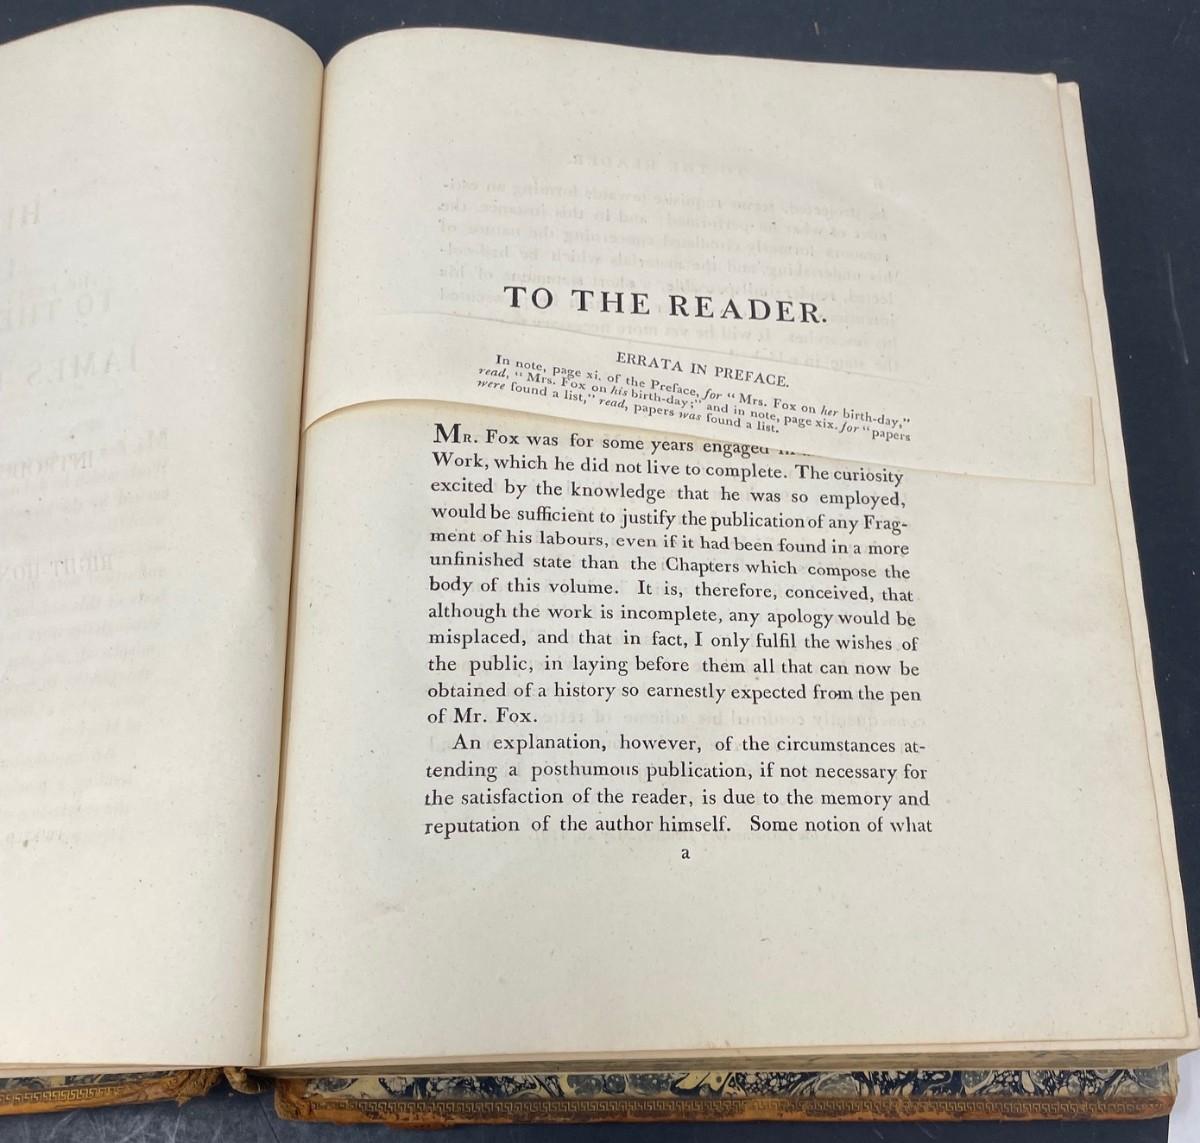 TO THE READER.
ERRATA IN PREFACE.
In note, page xi. of the Preface, for “ Mrs. Fox on her birth-day,”
read, “ Mrs. Fox on his birth-day;” and in note, page xix. for “papers
were found a list,” read, papers was found a list.
MR. Fox was for some years engaged
Work, which he did not live to complete. The curiosity
excited by the knowledge that he was so employed,
would be sufficient to justify the publication of any Frag-
ment of his labours, even if it had been found in a more
unfinished state than the Chapters which compose the
body of this volume. It is, therefore, conceived, that
although the work is incomplete, any apology would be
misplaced, and that in fact, I only fulfil the wishes of
the public, in laying before them all that can now be
obtained of a history so earnestly expected from the pen
of Mr. Fox.
An explanation, however, of the circumstances at-
tending a posthumous publication, if not necessary for
the satisfaction of the reader, is due to the memory and
reputation of the author himself. Some notion of what
a